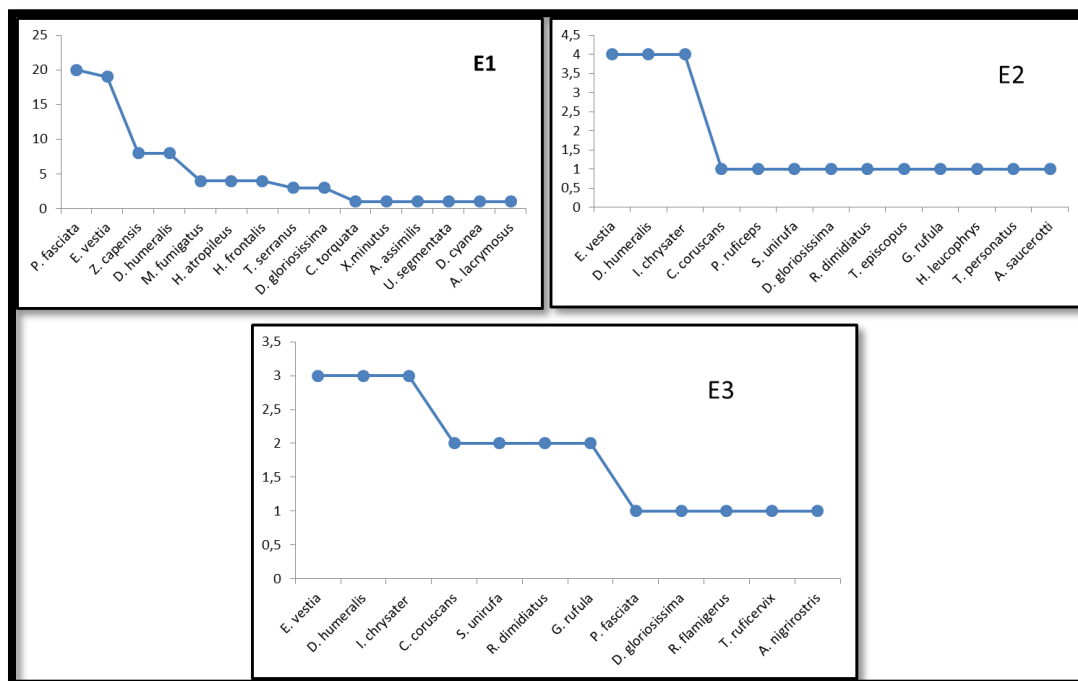 E1
25
20
15
10
5
0
P. fasciata
E. vestia
Z. capensis
D. humeralis
M. fumigatus
H. atropileus
H. frontalis
T. serranus
D. gloriosissima
C. torquata
X.minutus
A. assimilis
U. segmentata
D. cyanea
A. lacrymosus
E2
4,5
4
3,5
3
2,5
2
1,5
1
0,5
0
E. vestia
D. humeralis
I. chrysater
C. coruscans
P. ruficeps
S. unirufa
D. gloriosissima
R. dimidiatus
T. episcopus
G. rufula
H. leucophrys
T. personatus
A. saucerotti
E3
3,5
3
2,5
2
1,5
1
0,5
0
E. vestia
D. humeralis
I. chrysater
C. coruscans
S. unirufa
R. dimidiatus
G. rufula
P. fasciata
D. gloriosissima
R. flamigerus
T. ruficervix
A. nigrirostris